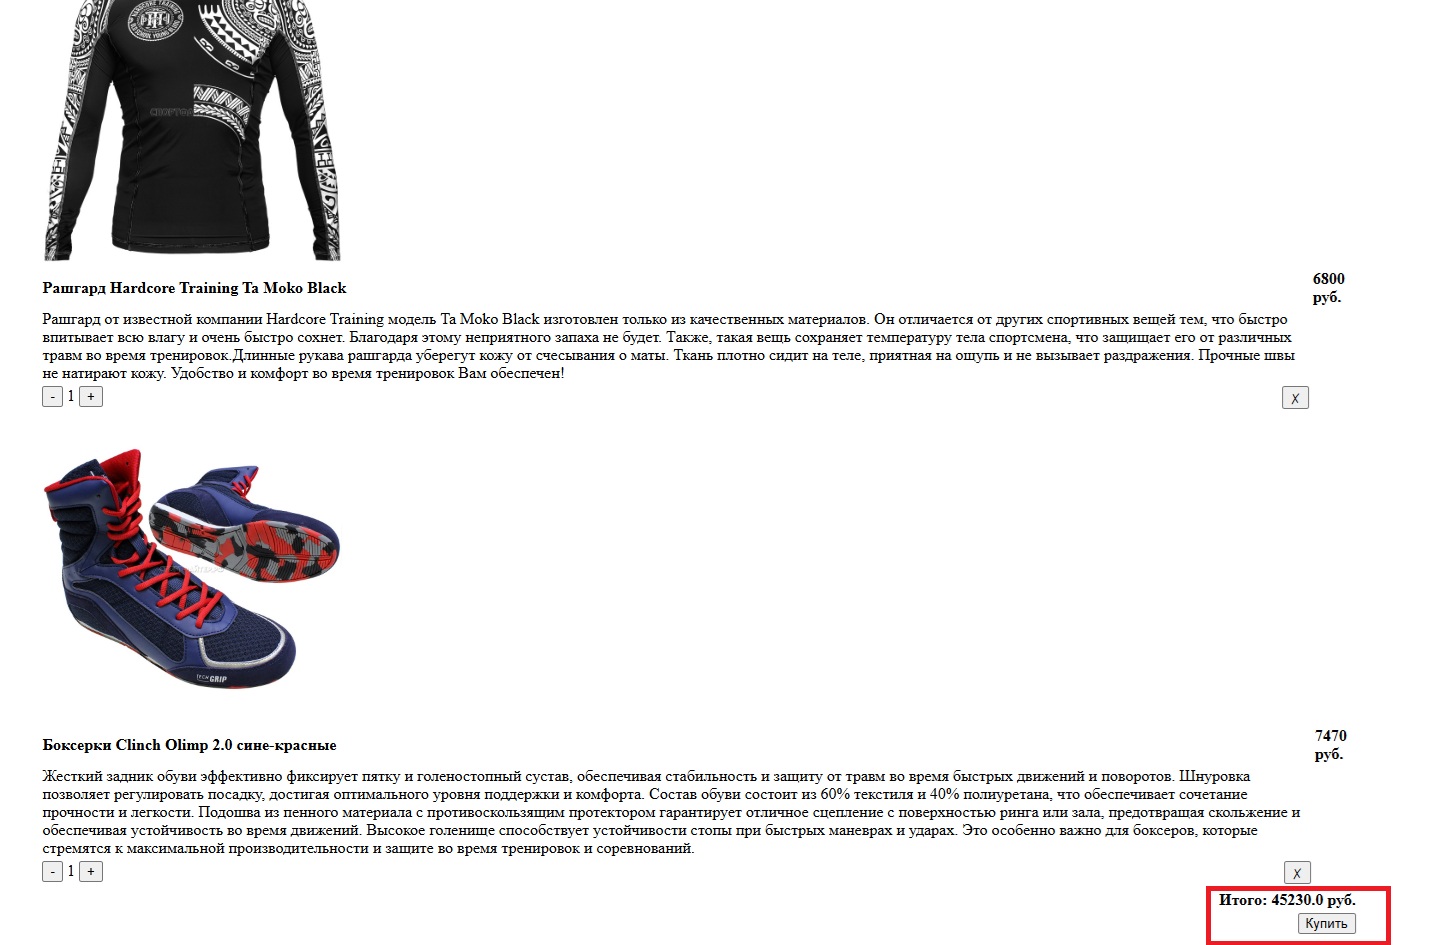 HARDCORE TRAINING
Рашгард Hardcore Training Ta Moko Black
6800
руб.
Рашгард от известной компании Hardcore Training модель Ta Moko Black изготовлен только из качественных материалов. Он отличается от других спортивных вещей тем, что быстро
впитывает всю влагу и очень быстро сохнет. Благодаря этому неприятного запаха не будет. Также, такая вещь сохраняет температуру тела спортсмена, что защищает его от различных
травм во время тренировок.Длинные рукава рашгарда уберегут кожу от счесывания о маты. Ткань плотно сидит на теле, приятная на ощупь и не вызывает раздражения. Прочные швы
не натирают кожу. Удобство и комфорт во время тренировок Вам обеспечен!
- 1 + X
TECH GRIP
Боксерки Clinch Olimp 2.0 сине-красные
7470
руб.
Жесткий задник обуви эффективно фиксирует пятку и голеностопный сустав, обеспечивая стабильность и защиту от травм во время быстрых движений и поворотов. Шнуровка
позволяет регулировать посадку, достигая оптимального уровня поддержки и комфорта. Состав обуви состоит из 60% текстиля и 40% полиуретана, что обеспечивает сочетание
прочности и легкости. Подошва из пенного материала с противоскользящим протектором гарантирует отличное сцепление с поверхностью ринга или зала, предотвращая скольжение и
обеспечивая устойчивость во время движений. Высокое голенище способствует устойчивости стопы при быстрых маневрах и ударах. Это особенно важно для боксеров, которые
стремятся к максимальной производительности и защите во время тренировок и соревнований.
- 1 + X
Итого: 45230.0 руб.
Купить